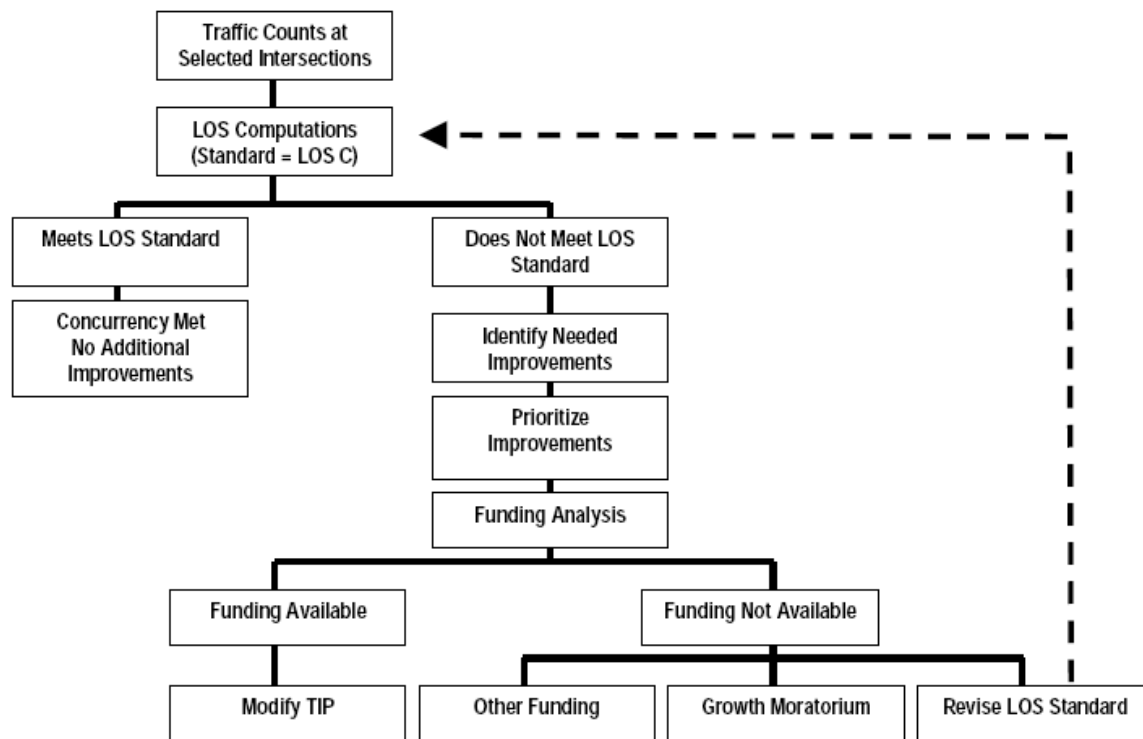 Traffic Counts at
Selected Intersections
LOS Computations
(Standard = LOS C)
Meets LOS Standard
Does Not Meet LOS
Standard
Concurrency Met
No Additional
Improvements
Identify Needed
Improvements
Prioritize
Improvements
Funding Analysis
Funding Available
Funding Not Available
Modify TIP
Other Funding
Growth Moratorium
Revise LOS Standard